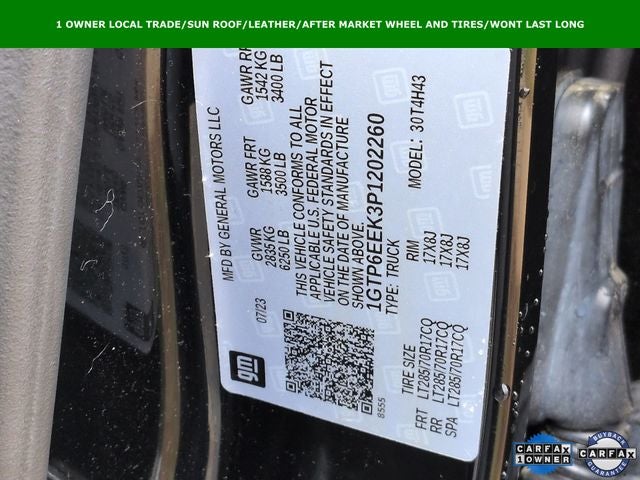 1 OWNER LOCAL TRADE/SUN ROOF/LEATHER/AFTER MARKET WHEEL AND TIRES/WONT LAST LONG
gm
MFD BY GENERAL MOTORS LLC
07/23
GVWR
2835 KG
6250 LB
GAWR FRT
1588 KG
3500 LB
GAWR RR
1542 KG
3400 LB
THIS VEHICLE CONFORMS TO ALL
APPLICABLE U.S. FEDERAL MOTOR
VEHICLE SAFETY STANDARDS IN EFFECT
ON THE DATE OF MANUFACTURE
SHOWN ABOVE.
1GTP6EEK3P1202260
TYPE: TRUCK
MODEL: 30T4H43
8555
TIRE SIZE
RIM
FRT LT285/70R17CQ 17X8J
RR LT285/70R17CQ 17X8J
SPA LT285/70R17CQ 17X8J
CARFAX
1 OWNER
BUYBACK
CARFAX
GUARANTEE